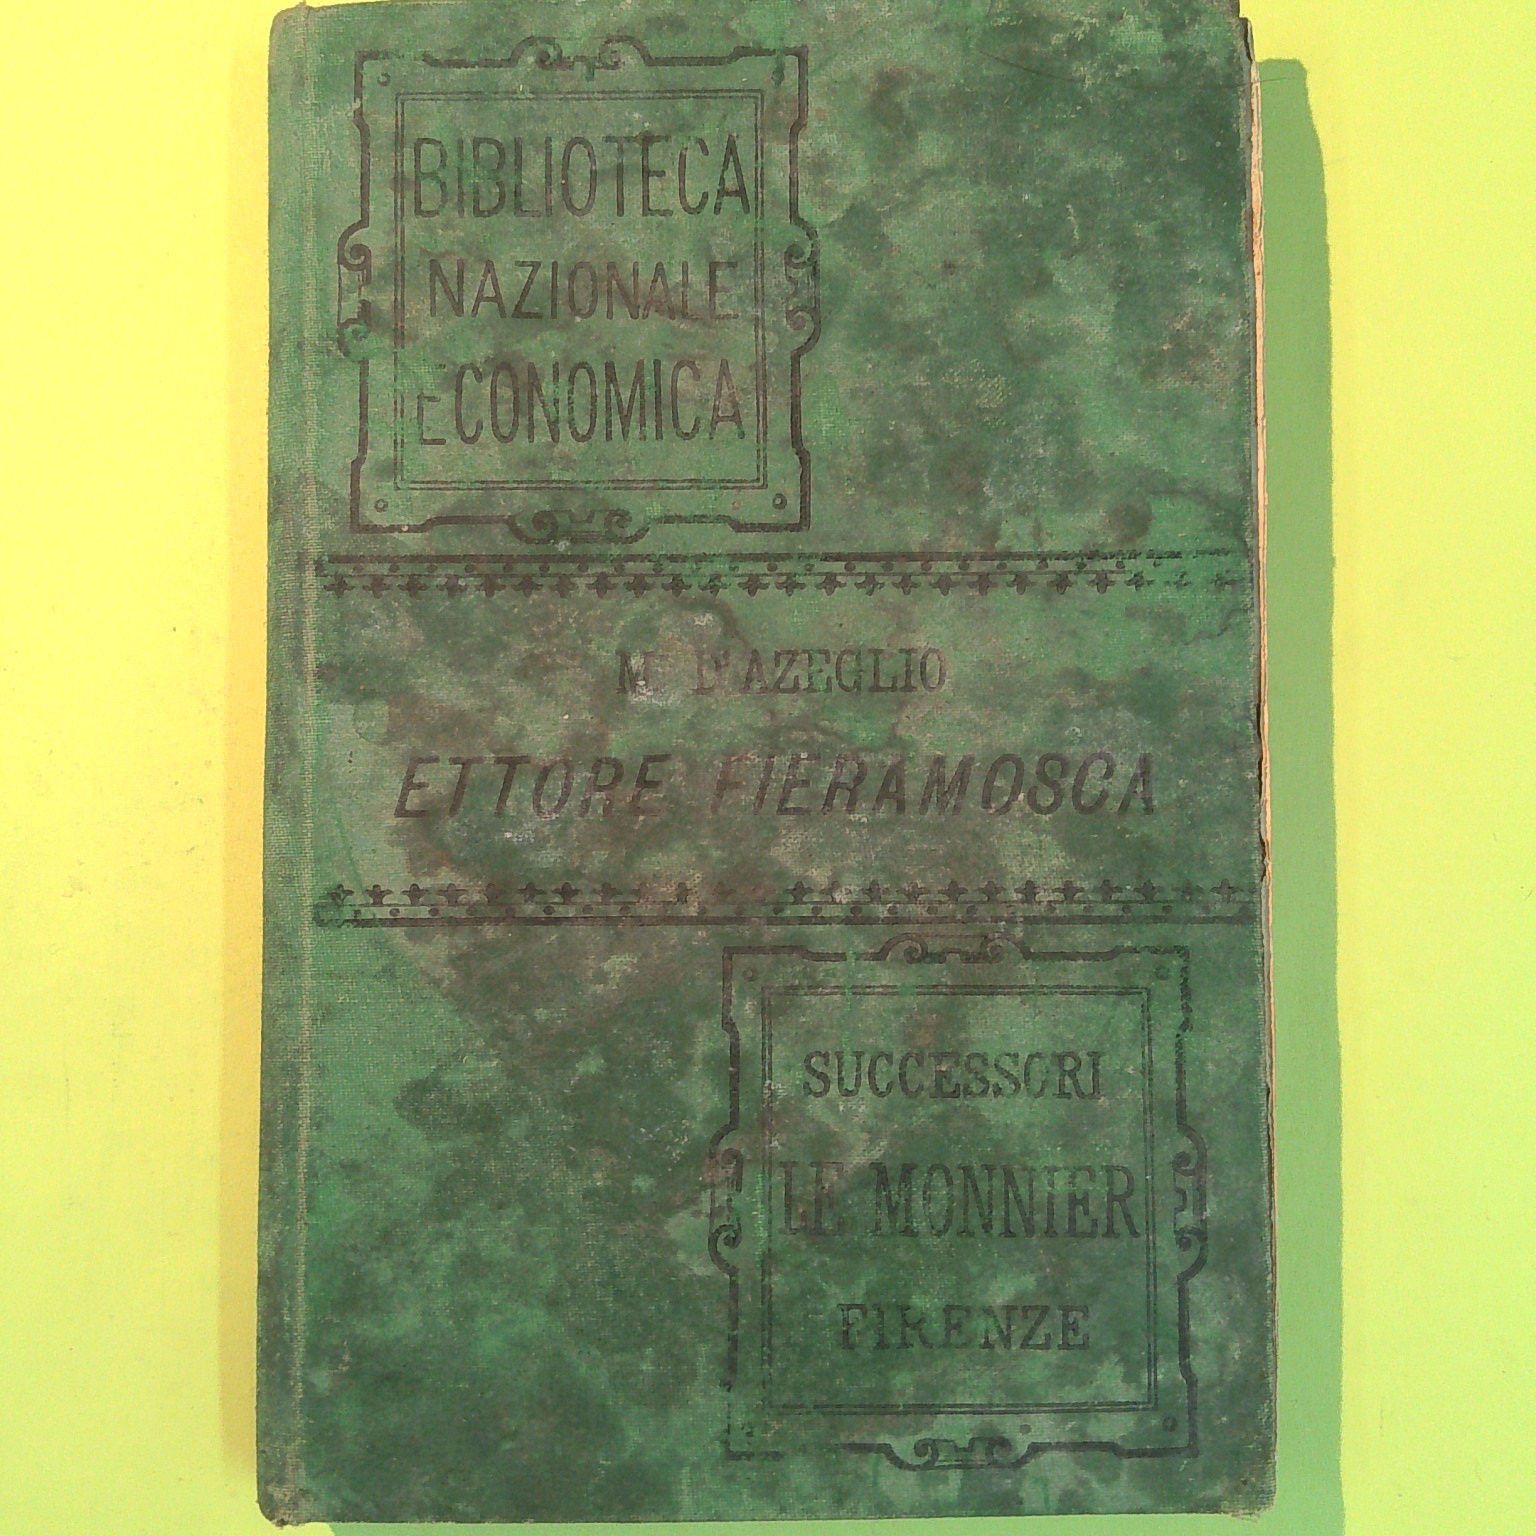 BIBLIOTECA
NAZIONALE
ECONOMICA
M. D'AZEGLIO
ETTORE FIERAMOSCA
SUCCESSORI
LE MONNIER
FIRENZE